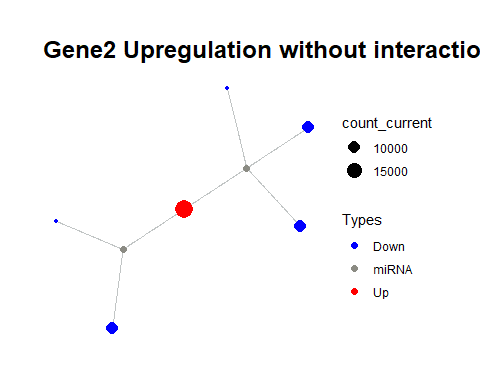 Gene2 Upregulation without interactio
count_current
10000
15000
Types
Down
miRNA
Up